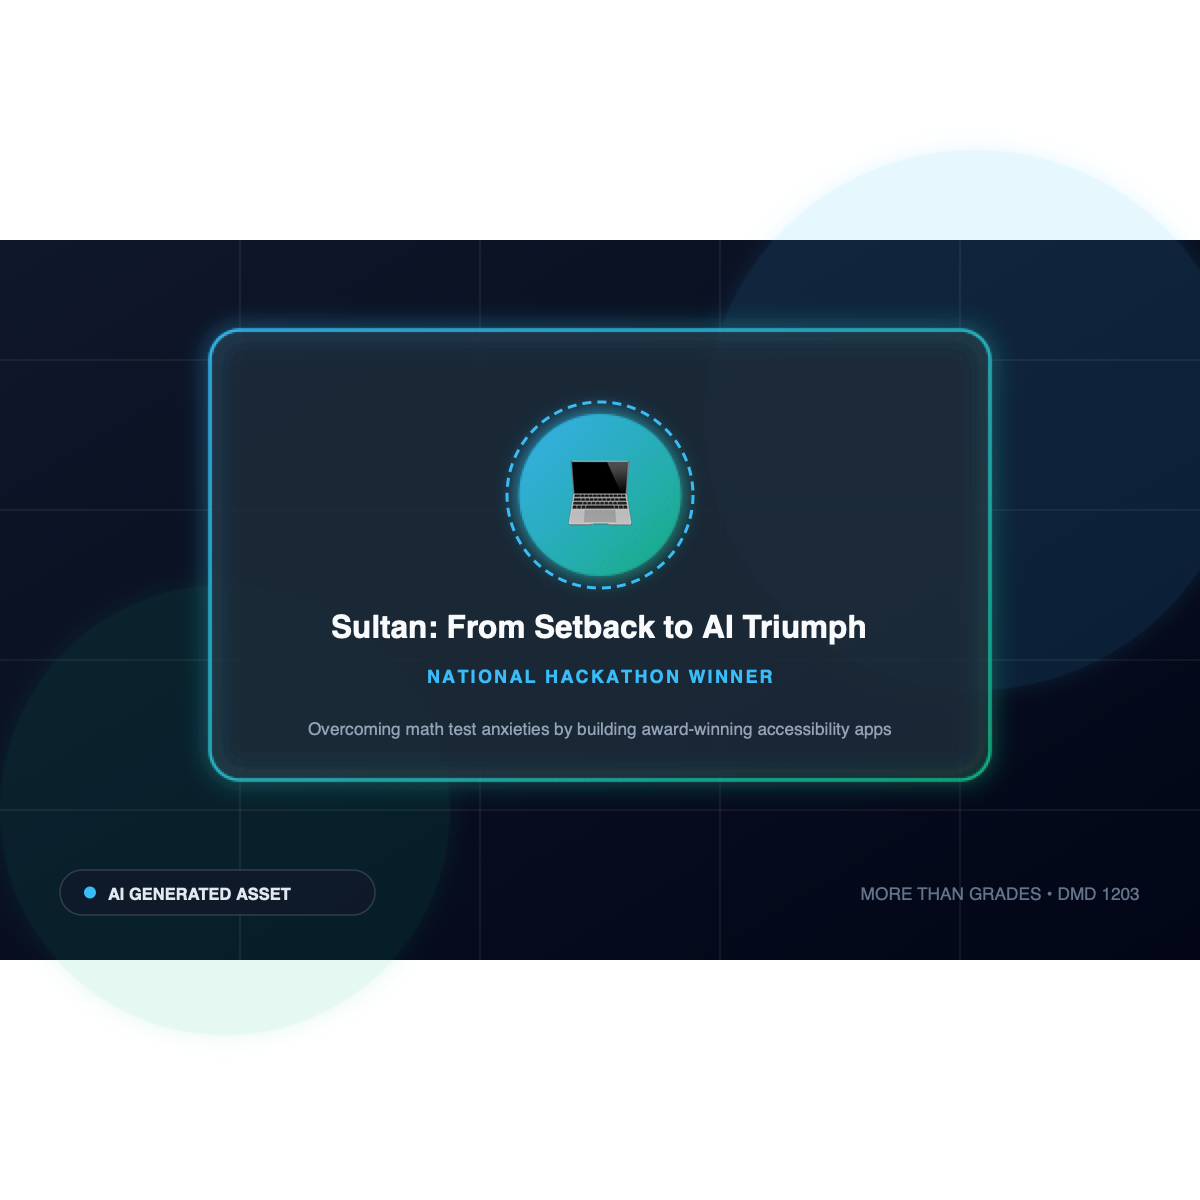 Sultan: From Setback to AI Triumph
NATIONAL HACKATHON WINNER
Overcoming math test anxieties by building award-winning accessibility apps
AI GENERATED ASSET
MORE THAN GRADES • DMD 1203